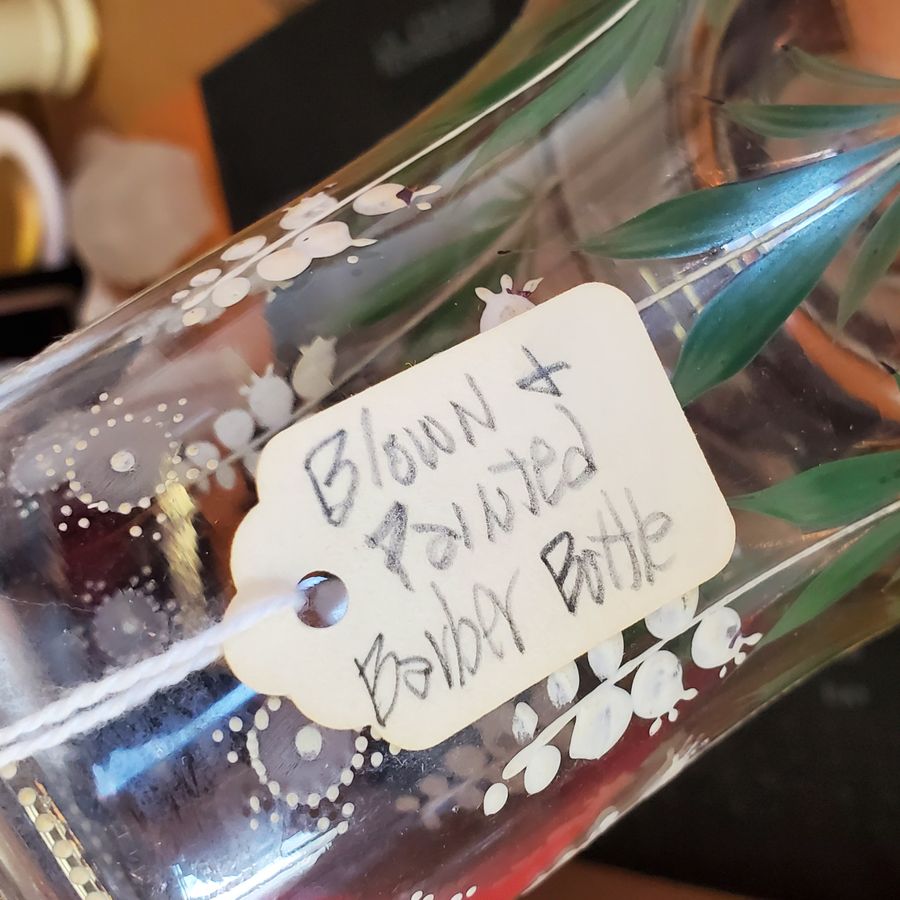 Blown +
Painted
Barber Bottle